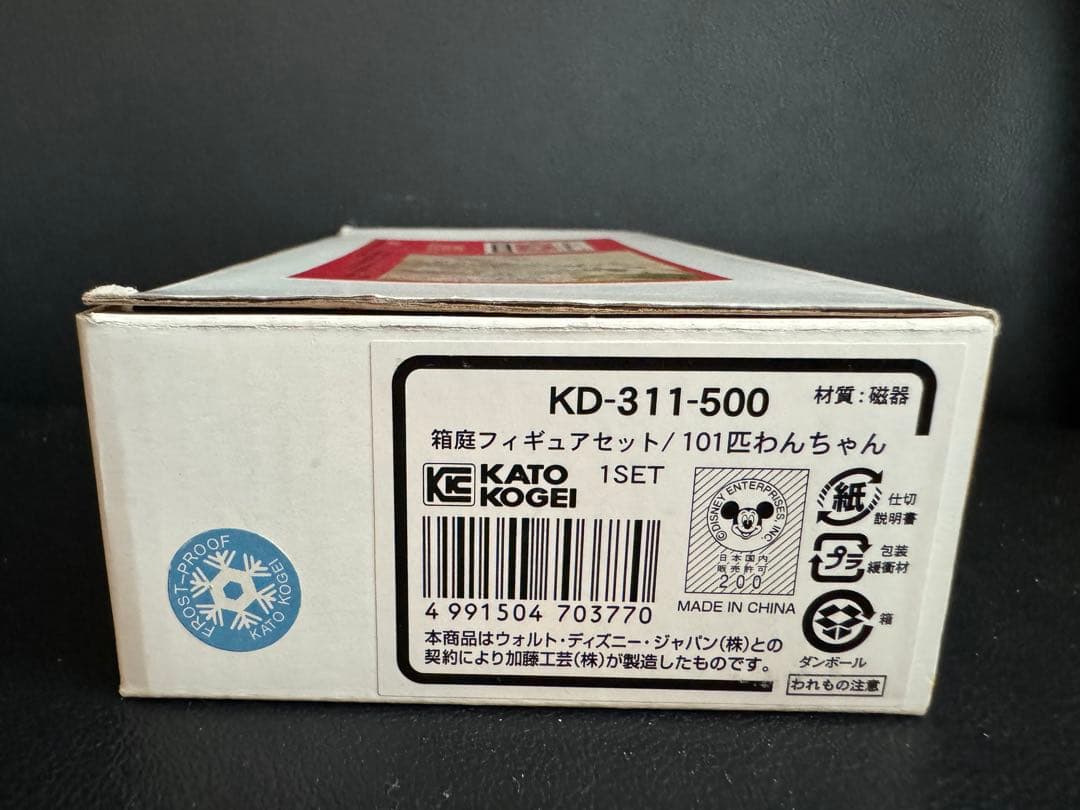 KD-311-500
材質:磁器
箱庭フィギュアセット/101匹わんちゃん
KK KATO KOGEI
1SET
©DISNEY ENTERPRISES, INC.
日本国内
販売許可
200
紙
仕切
説明書
プラ
包装
緩衝材
箱
ダンボール
4 991504 703770
MADE IN CHINA
本商品はウォルト・ディズニー・ジャパン(株)との
契約により加藤工芸(株)が製造したものです。
われもの注意
FROST-PROOF
KATO KOGEI